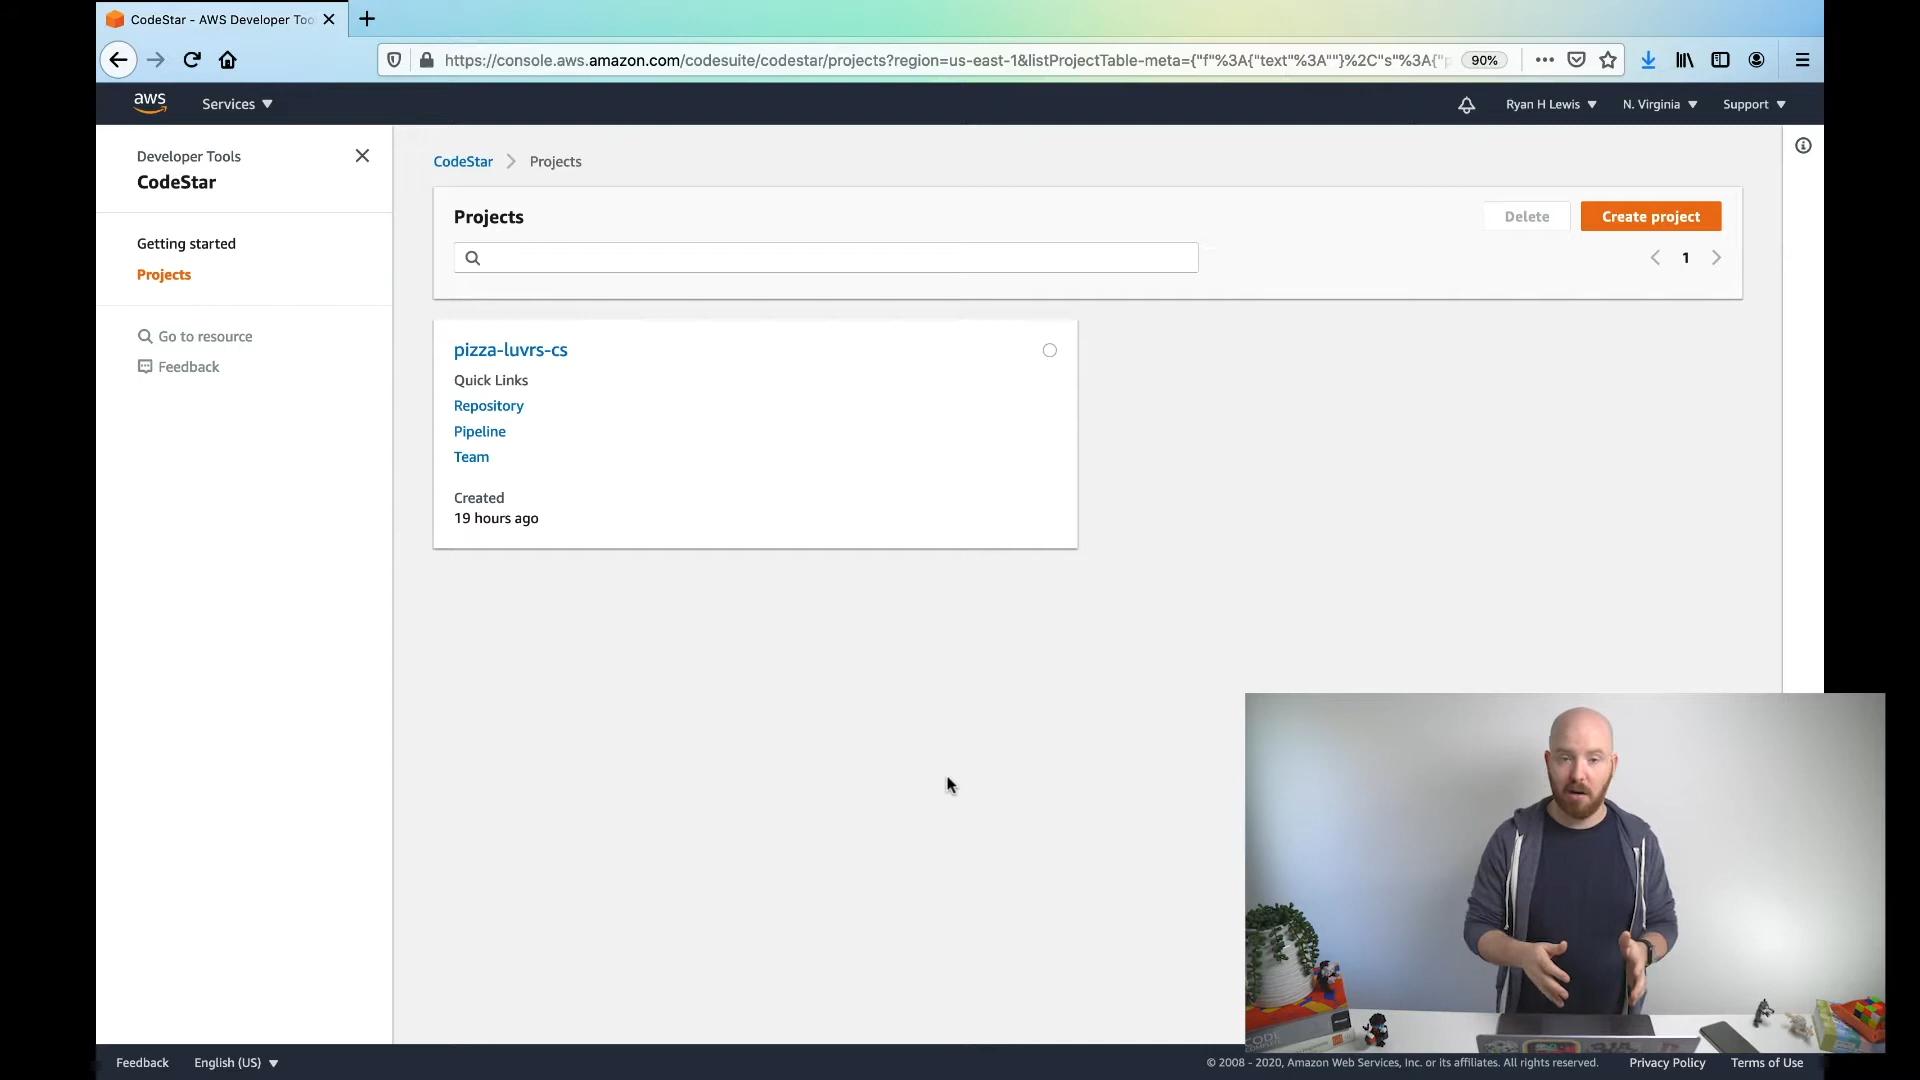 CodeStar - AWS Developer Too
https://console.aws.amazon.com/codesuite/codestar/projects?region=us-east-1&listProjectTable-meta={"f"%3A{"text"%3A""}%2C"s"%3A{"p
90%
aws
Services
Ryan H Lewis
N. Virginia
Support
Developer Tools
CodeStar
Getting started
Projects
Go to resource
Feedback
CodeStar
Projects
Projects
Delete
Create project
1
pizza-luvrs-cs
Quick Links
Repository
Pipeline
Team
Created
19 hours ago
CODE
Feedback
English (US)
© 2008 - 2020, Amazon Web Services, Inc. or its affiliates. All rights reserved.
Privacy Policy
Terms of Use